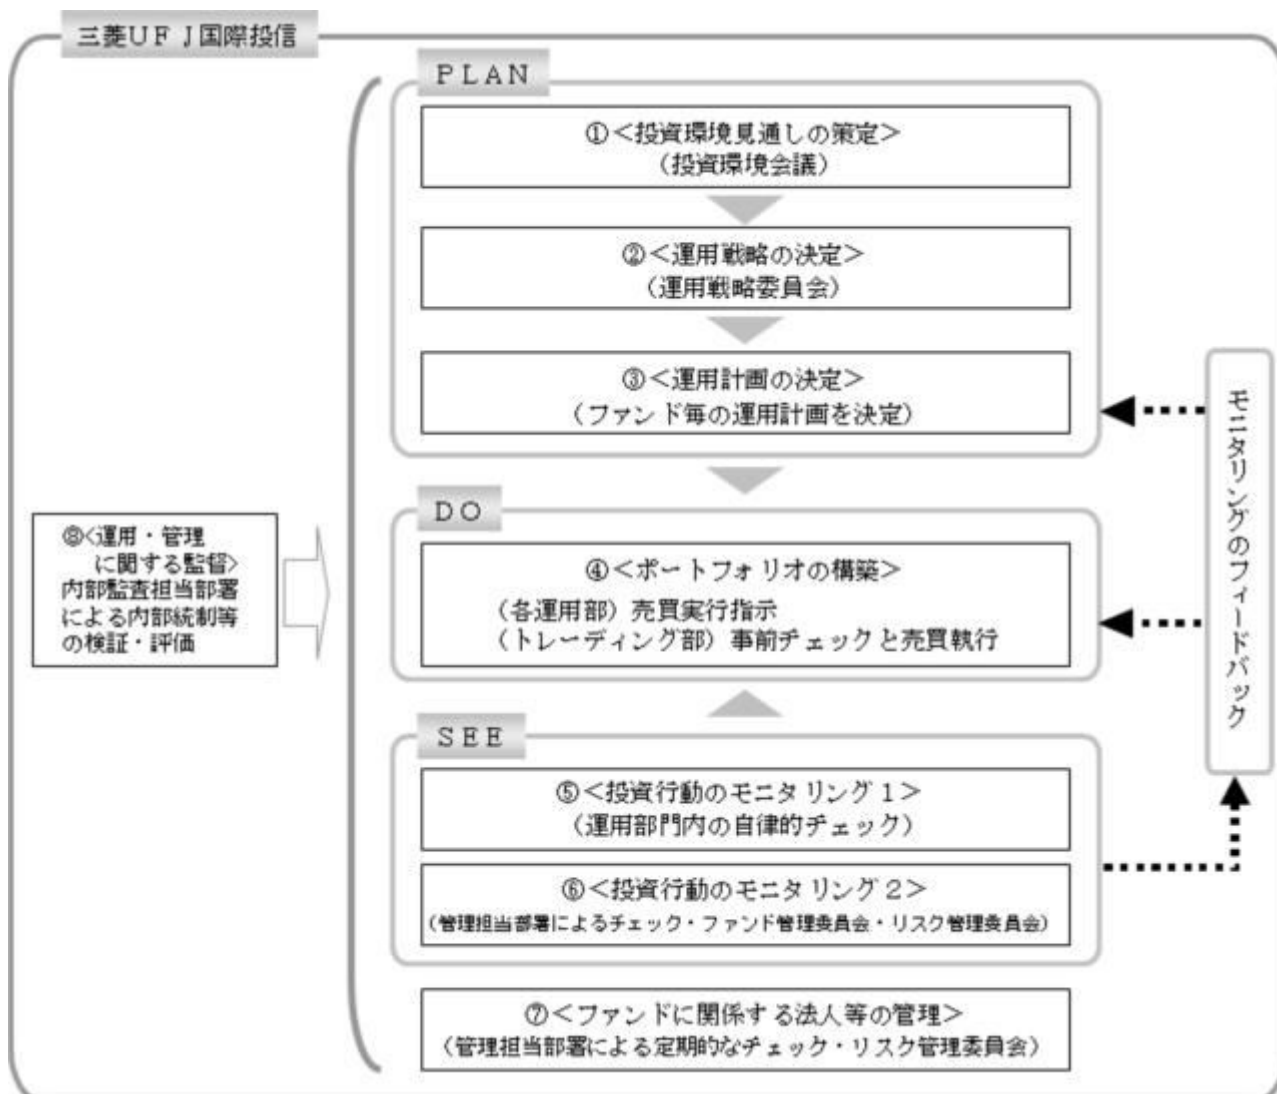 三菱UFJ国際投信
PLAN
①<投資環境見通しの策定>
(投資環境会議)
②<運用戦略の決定>
(運用戦略委員会)
③<運用計画の決定>
(ファンド毎の運用計画を決定)
DO
④<ポートフォリオの構築>
(各運用部)売買実行指示
(トレーディング部)事前チェックと売買執行
SEE
⑤<投資行動のモニタリング1>
(運用部門内の自律的チェック)
⑥<投資行動のモニタリング2>
(管理担当部署によるチェック・ファンド管理委員会・リスク管理委員会)
⑦<ファンドに関係する法人等の管理>
(管理担当部署による定期的なチェック・リスク管理委員会)
⑧<運用・管理
に関する監督>
内部監査担当部署
による内部統制等
の検証・評価
モニタリングのフィードバック